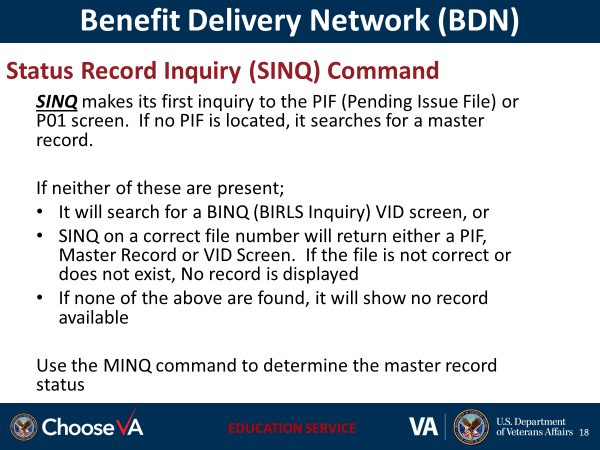 Benefit Delivery Network (BDN)
Status Record Inquiry (SINQ) Command
SINQ makes its first inquiry to the PIF (Pending Issue File) or
P01 screen. If no PIF is located, it searches for a master
record.
If neither of these are present;
• It will search for a BINQ (BIRLS Inquiry) VID screen, or
• SINQ on a correct file number will return either a PIF,
Master Record or VID Screen. If the file is not correct or
does not exist, No record is displayed
• If none of the above are found, it will show no record
available
Use the MINQ command to determine the master record
status
ChooseVA
EDUCATION SERVICE
VA
U.S. Department
of Veterans Affairs
18